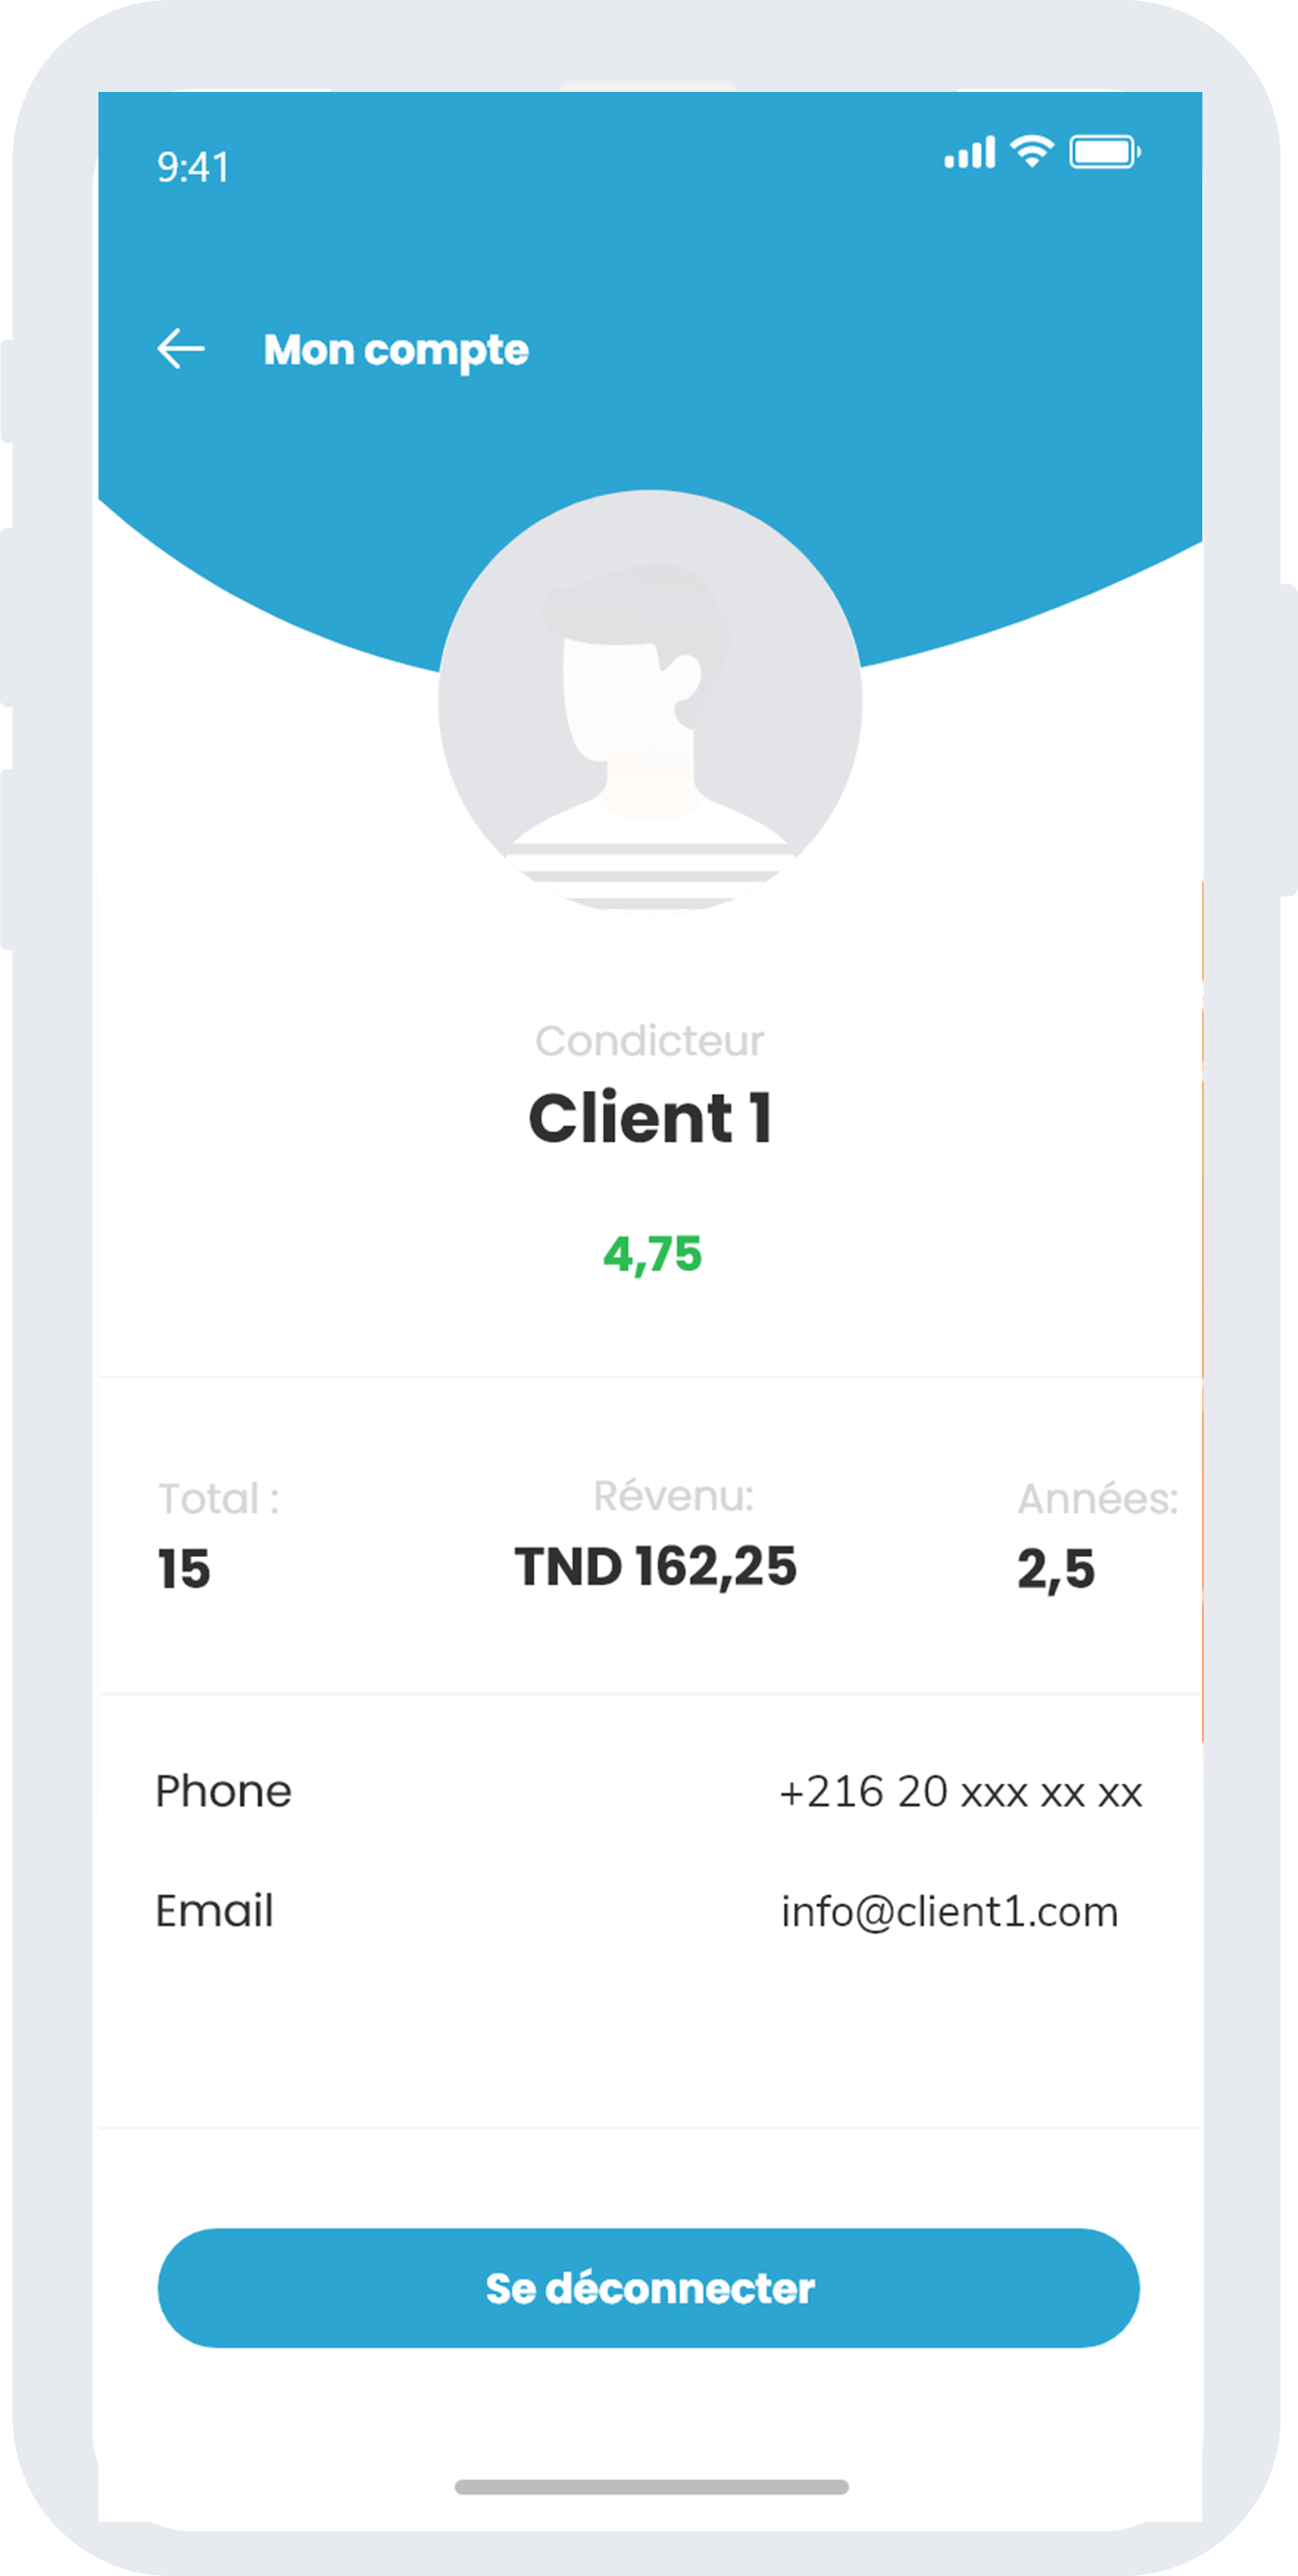 9:41
Mon compte
Condicteur
Client 1
4,75
Total :
Révenu:
Années:
15
TND 162,25
2,5
Phone
+216 20 xxx xx xx
Email
info@client1.com
Se déconnecter